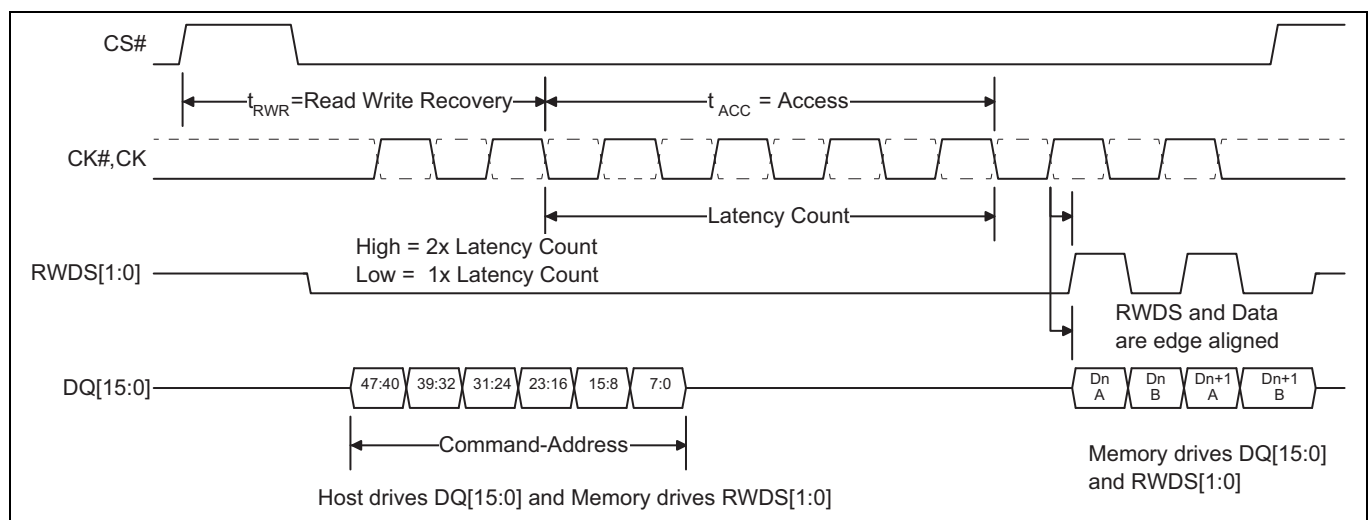 CS#
tRWR=Read Write Recovery
tACC = Access
CK#,CK
Latency Count
High = 2x Latency Count
Low = 1x Latency Count
RWDS[1:0]
RWDS and Data
are edge aligned
DQ[15:0]
47:40 39:32 31:24 23:16 15:8 7:0
Dn A Dn B Dn+1 A Dn+1 B
Command-Address
Memory drives DQ[15:0]
and RWDS[1:0]
Host drives DQ[15:0] and Memory drives RWDS[1:0]